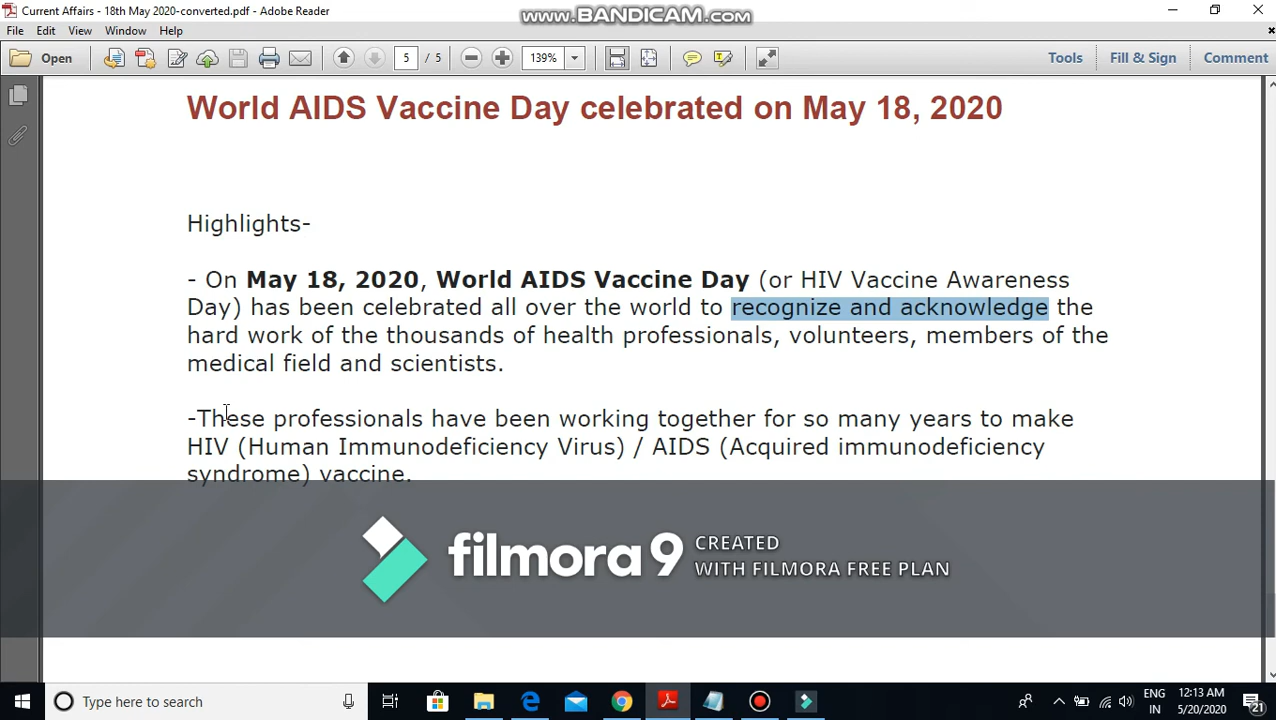 Current Affairs - 18th May 2020-converted.pdf - Adobe Reader
www.BANDICAM.com
File Edit View Window Help
Open 5 / 5 139% Tools Fill & Sign Comment
World AIDS Vaccine Day celebrated on May 18, 2020
Highlights-
- On May 18, 2020, World AIDS Vaccine Day (or HIV Vaccine Awareness
Day) has been celebrated all over the world to recognize and acknowledge the
hard work of the thousands of health professionals, volunteers, members of the
medical field and scientists.
-These professionals have been working together for so many years to make
HIV (Human Immunodeficiency Virus) / AIDS (Acquired immunodeficiency
syndrome) vaccine.
filmora 9 CREATED
WITH FILMORA FREE PLAN
Type here to search
ENG
IN
12:13 AM
5/20/2020
21